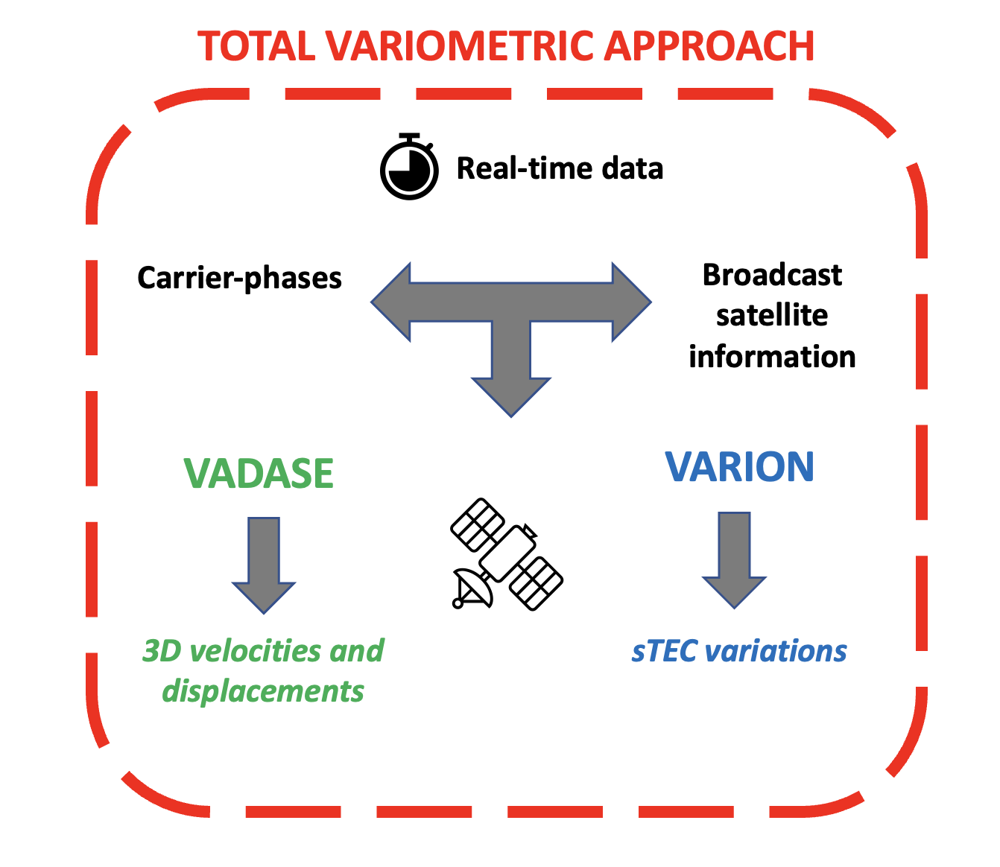 TOTAL VARIOMETRIC APPROACH
Real-time data
Carrier-phases
Broadcast
satellite
information
VADASE
VARION
3D velocities and
displacements
sTEC variations